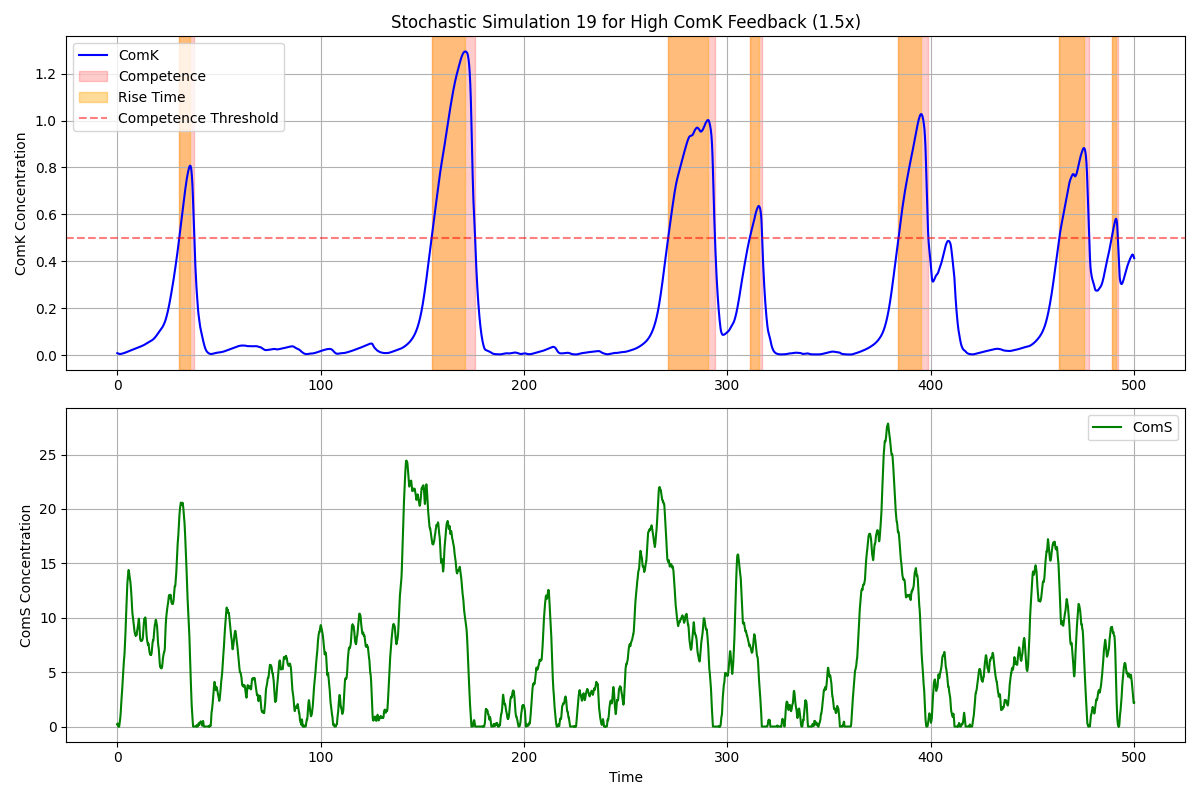 Stochastic Simulation 19 for High ComK Feedback (1.5x)
ComK Concentration
1.2
1.0
0.8
0.6
0.4
0.2
0.0
ComK
Competence
Rise Time
Competence Threshold
0 100 200 300 400 500
ComS Concentration
25
20
15
10
5
0
ComS
0 100 200 300 400 500
Time